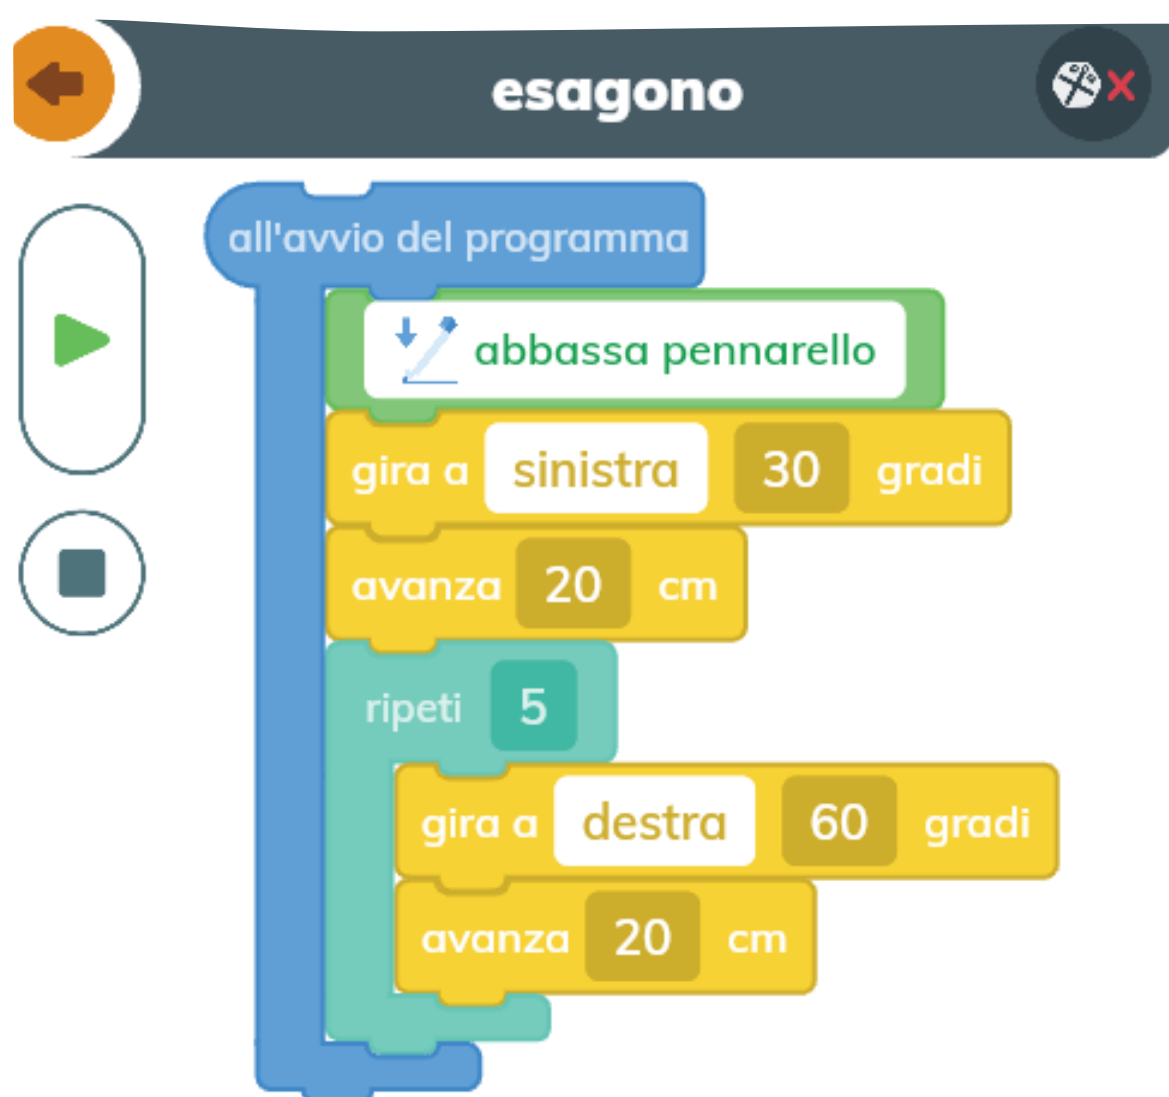 esagono
all'avvio del programma
abbassa pennarello
gira a sinistra 30 gradi
avanza 20 cm
ripeti 5
gira a destra 60 gradi
avanza 20 cm